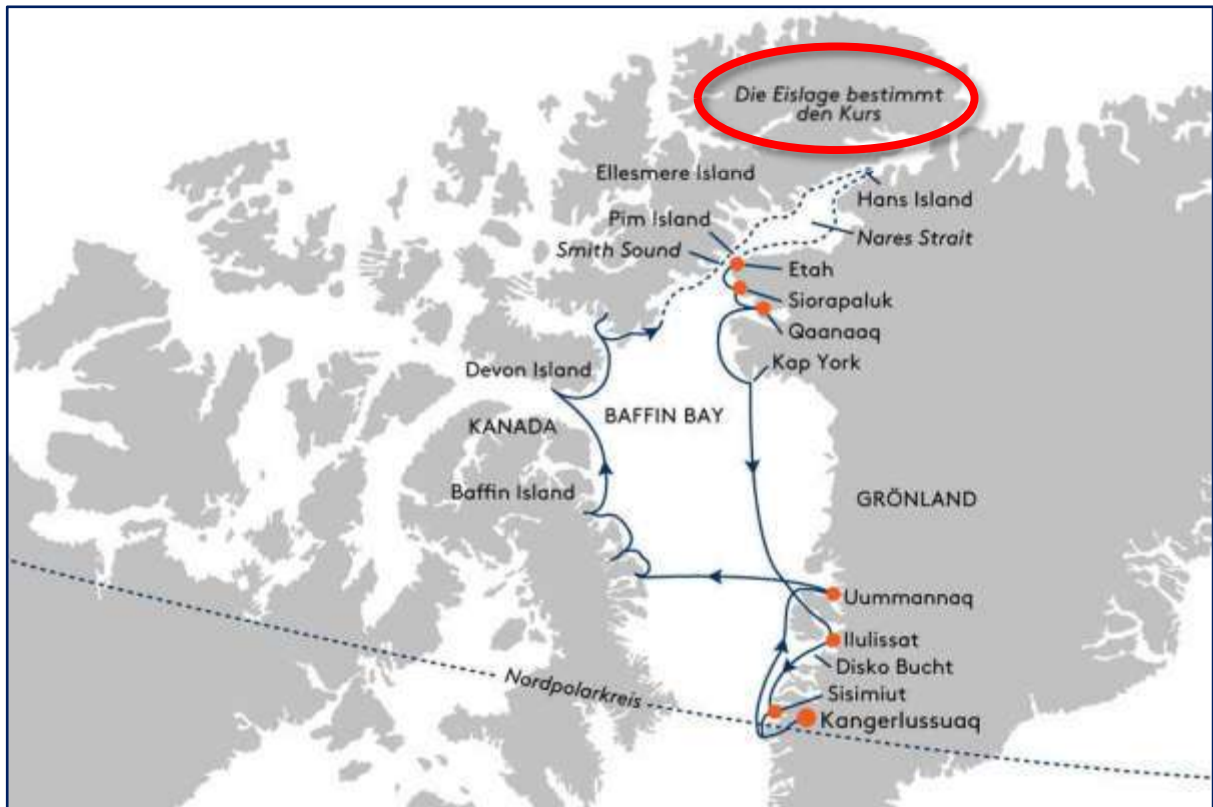 Die Eislage bestimmt
den Kurs
Ellesmere Island
Hans Island
Pim Island
Nares Strait
Smith Sound
Etah
Siorapaluk
Qaanaaq
Kap York
Devon Island
BAFFIN BAY
KANADA
Baffin Island
GRÖNLAND
Uummannaq
Ilulissat
Disko Bucht
Nordpolarkreis
Sisimiut
Kangerlussuaq